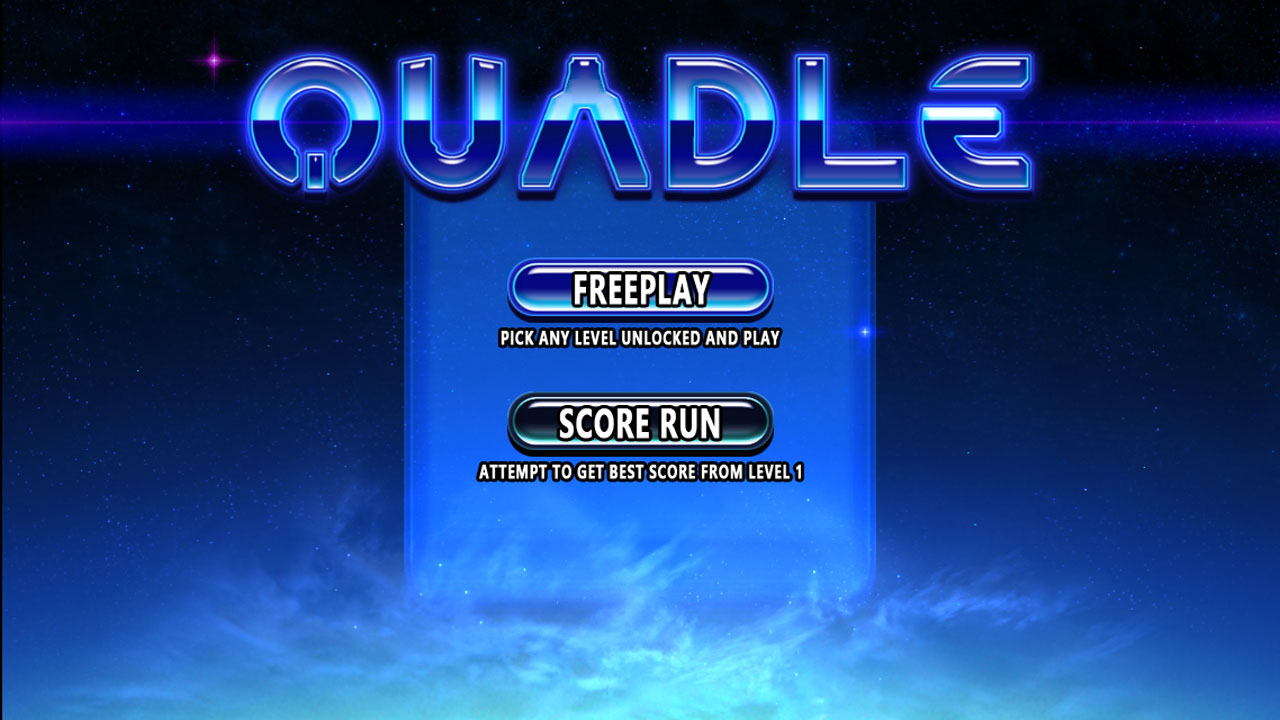 QUADLE
FREEPLAY
PICK ANY LEVEL UNLOCKED AND PLAY
SCORE RUN
ATTEMPT TO GET BEST SCORE FROM LEVEL 1